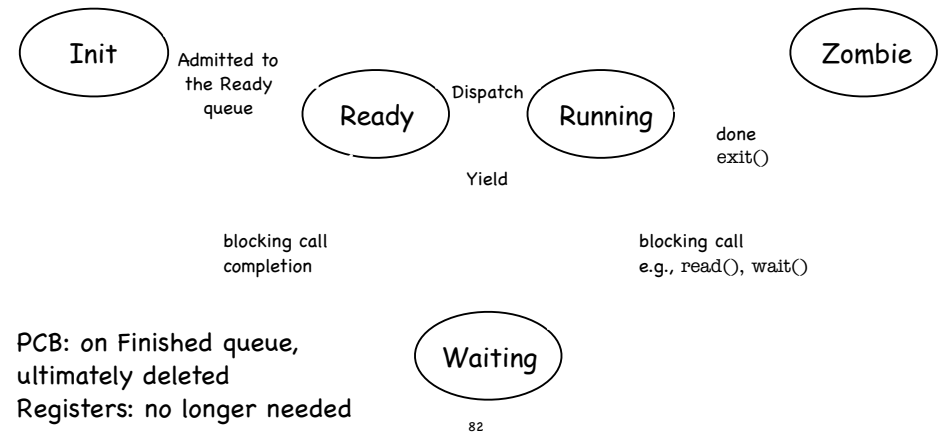 Init
Zombie
Admitted to
the Ready
queue
Ready
Dispatch
Running
done
exit()
Yield
blocking call
completion
blocking call
e.g., read(), wait()
Waiting
PCB: on Finished queue,
ultimately deleted
Registers: no longer needed
82